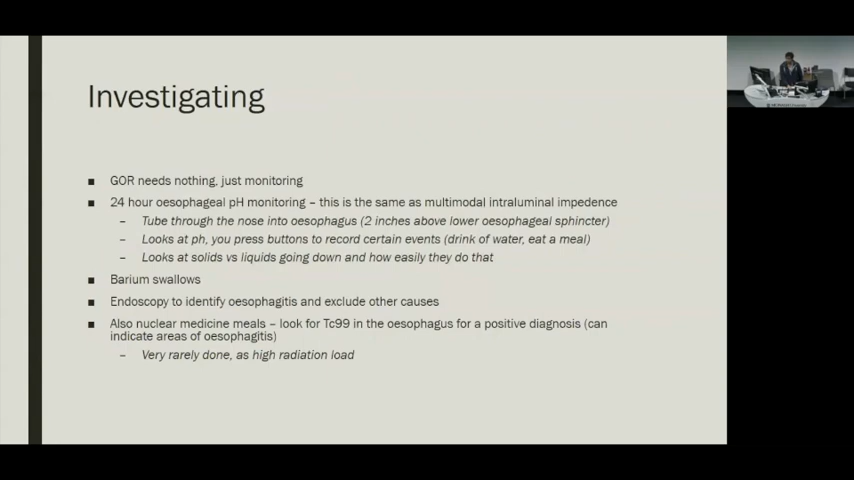 Investigating
■ GOR needs nothing, just monitoring
■ 24 hour oesophageal pH monitoring – this is the same as multimodal intraluminal impedence
– Tube through the nose into oesophagus (2 inches above lower oesophageal sphincter)
– Looks at ph, you press buttons to record certain events (drink of water, eat a meal)
– Looks at solids vs liquids going down and how easily they do that
■ Barium swallows
■ Endoscopy to identify oesophagitis and exclude other causes
■ Also nuclear medicine meals – look for Tc99 in the oesophagus for a positive diagnosis (can
indicate areas of oesophagitis)
– Very rarely done, as high radiation load